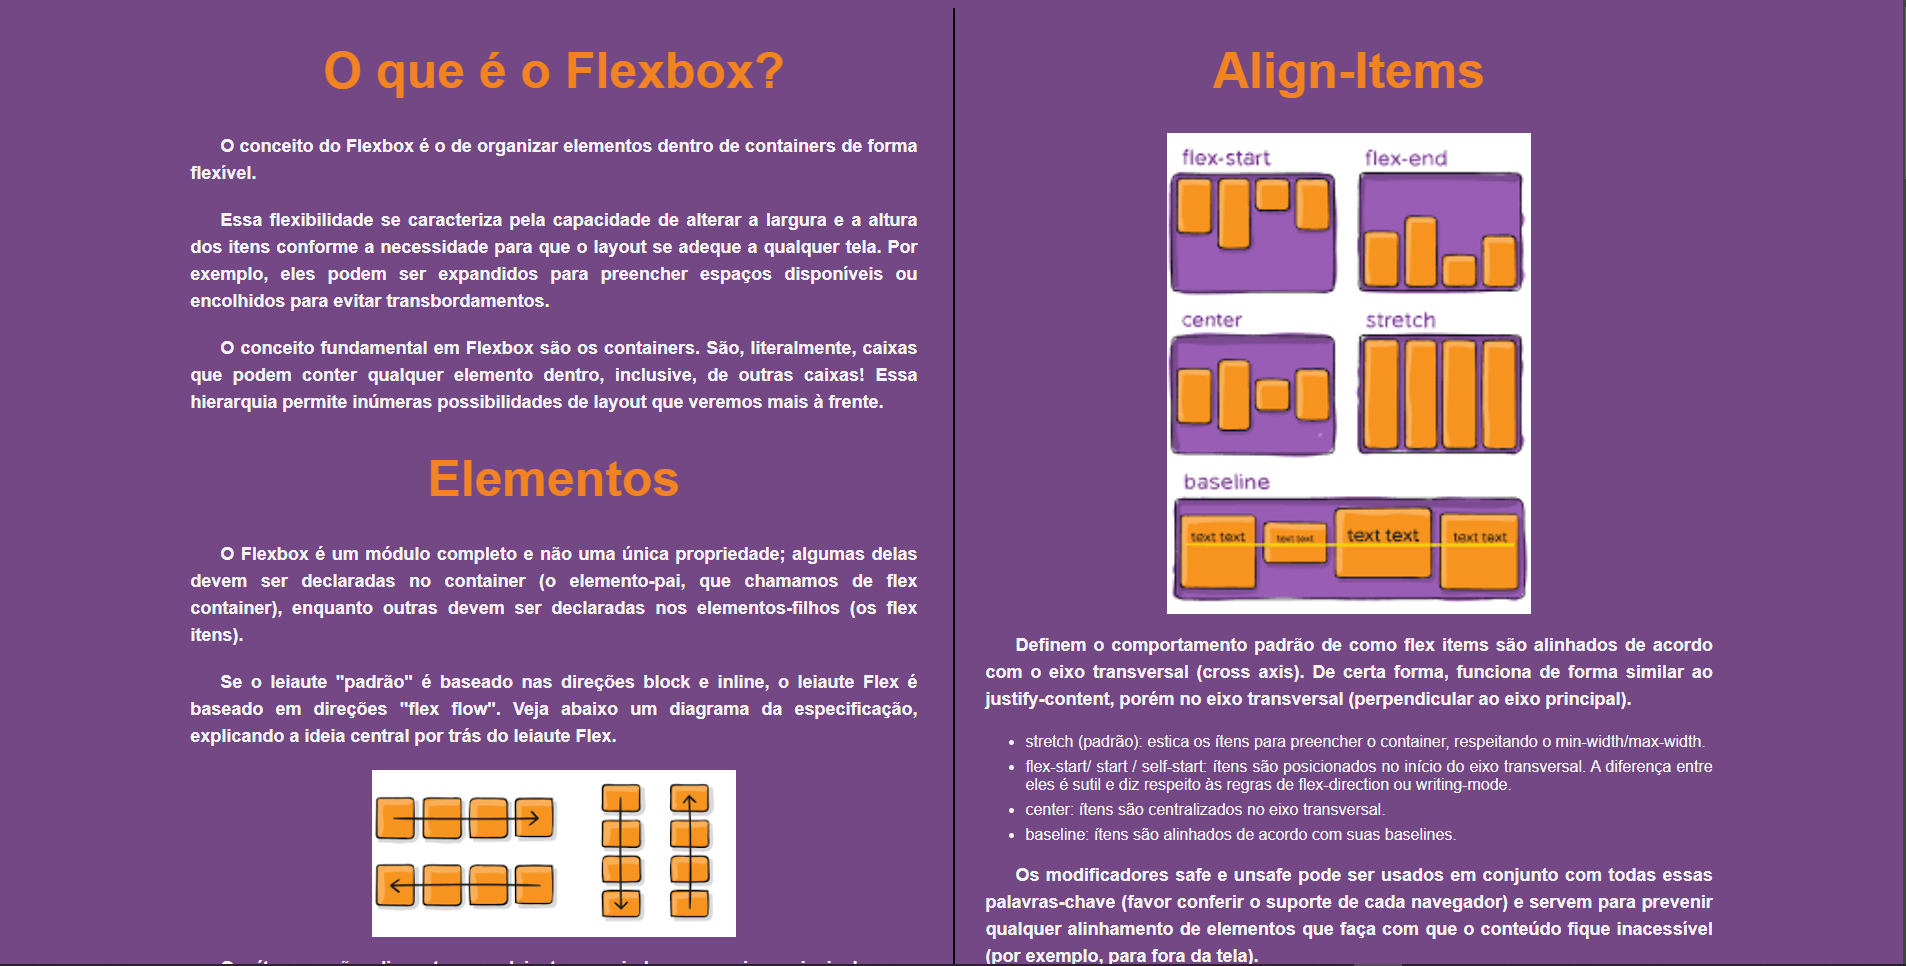 O que é o Flexbox?
O conceito do Flexbox é o de organizar elementos dentro de containers de forma
flexível.
Essa flexibilidade se caracteriza pela capacidade de alterar a largura e a altura
dos itens conforme a necessidade para que o layout se adeque a qualquer tela. Por
exemplo, eles podem ser expandidos para preencher espaços disponíveis ou
encolhidos para evitar transbordamentos.
O conceito fundamental em Flexbox são os containers. São, literalmente, caixas
que podem conter qualquer elemento dentro, inclusive, de outras caixas! Essa
hierarquia permite inúmeras possibilidades de layout que veremos mais à frente.
Elementos
O Flexbox é um módulo completo e não uma única propriedade; algumas delas
devem ser declaradas no container (o elemento-pai, que chamamos de flex
container), enquanto outras devem ser declaradas nos elementos-filhos (os flex
itens).
Se o leiaute "padrão" é baseado nas direções block e inline, o leiaute Flex é
baseado em direções "flex flow". Veja abaixo um diagrama da especificação,
explicando a ideia central por trás do leiaute Flex.
Align-Items
flex-start
flex-end
center
stretch
baseline
text text
text text
text text
text text
Definem o comportamento padrão de como flex items são alinhados de acordo
com o eixo transversal (cross axis). De certa forma, funciona de forma similar ao
justify-content, porém no eixo transversal (perpendicular ao eixo principal).
• stretch (padrão): estica os ítens para preencher o container, respeitando o min-width/max-width.
• flex-start/ start / self-start: ítens são posicionados no início do eixo transversal. A diferença entre
eles é sutil e diz respeito às regras de flex-direction ou writing-mode.
• center: ítens são centralizados no eixo transversal.
• baseline: ítens são alinhados de acordo com suas baselines.
Os modificadores safe e unsafe pode ser usados em conjunto com todas essas
palavras-chave (favor conferir o suporte de cada navegador) e servem para prevenir
qualquer alinhamento de elementos que faça com que o conteúdo fique inacessível
(por exemplo, para fora da tela).